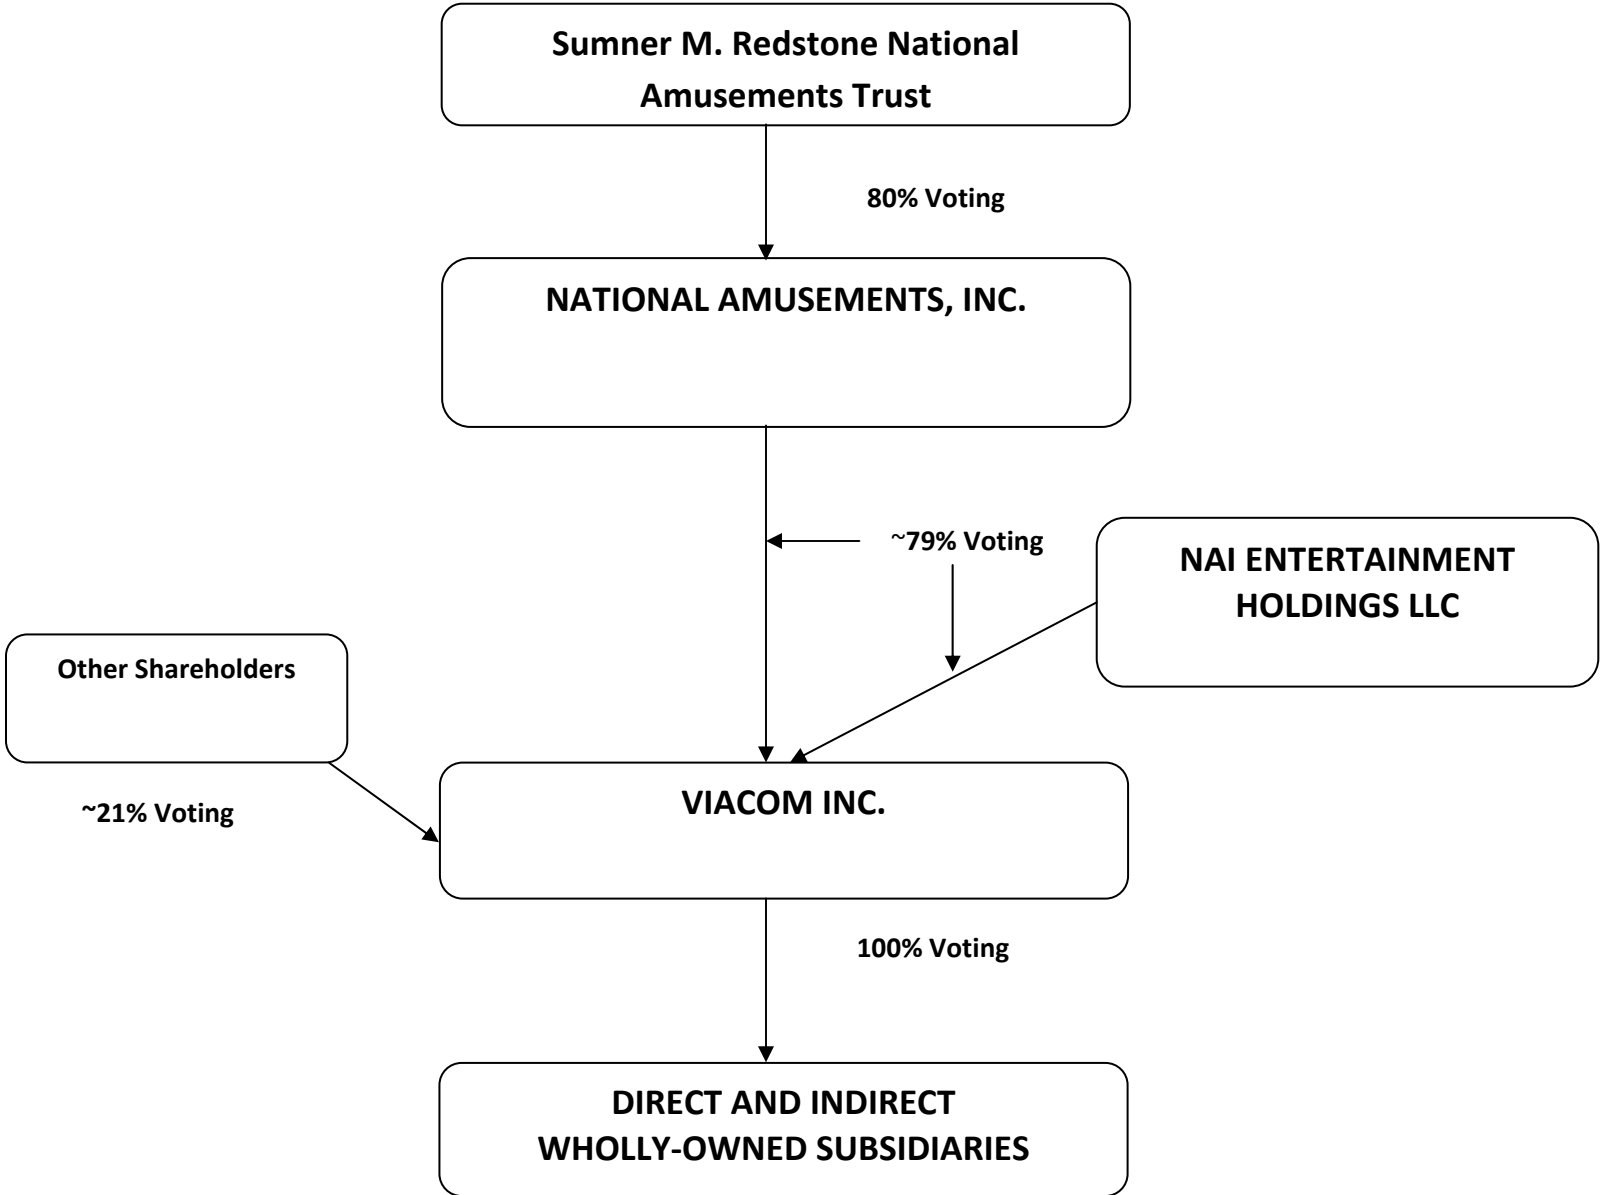 Sumner M. Redstone National
Amusements Trust
80% Voting
NATIONAL AMUSEMENTS, INC.
~79% Voting
NAI ENTERTAINMENT
HOLDINGS LLC
Other Shareholders
~21% Voting
VIACOM INC.
100% Voting
DIRECT AND INDIRECT
WHOLLY-OWNED SUBSIDIARIES